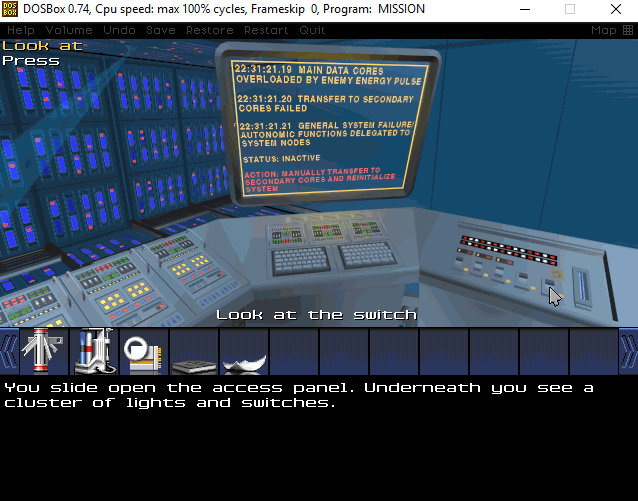 DOSBox 0.74, Cpu speed: max 100% cycles, Frameskip 0, Program: MISSION
Help Volume Undo Save Restore Restart Quit Map
Look at
Press
22:31:21.19 MAIN DATA CORES
OVERLOADED BY ENEMY ENERGY PULSE
22:31:21.20 TRANSFER TO SECONDARY
CORES FAILED
22:31:21.21 GENERAL SYSTEM FAILURE/
AUTONOMIC FUNCTIONS DELEGATED TO
SYSTEM NODES
STATUS: INACTIVE
ACTION: MANUALLY TRANSFER TO
SECONDARY CORES AND REINITIALIZE
SYSTEM
Look at the switch
You slide open the access panel. Underneath you see a
cluster of lights and switches.